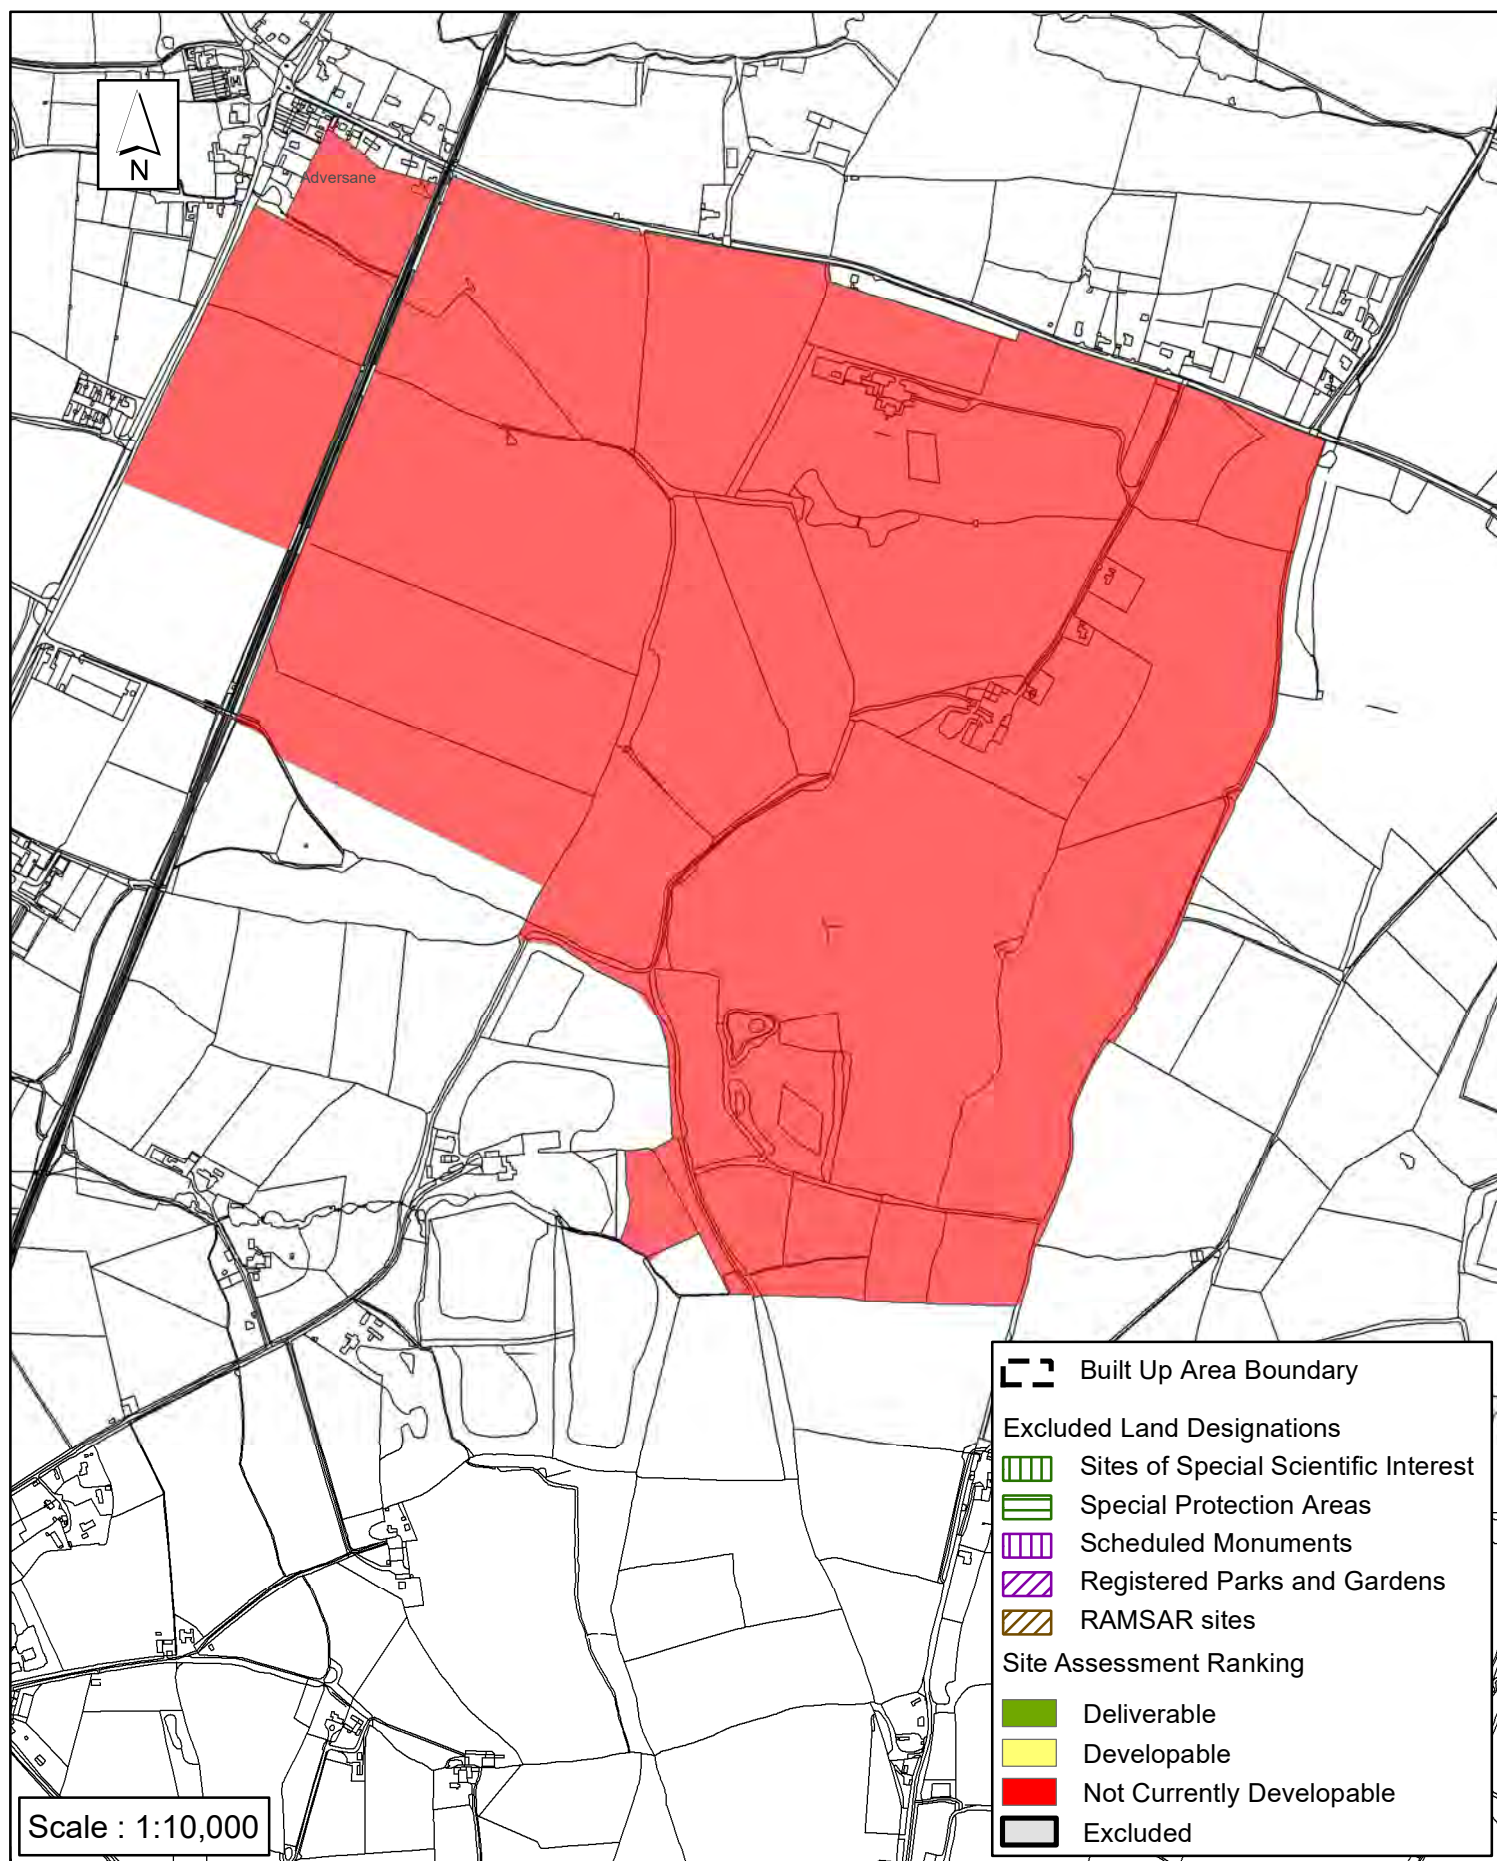 N
Adversane
Built Up Area Boundary
Excluded Land Designations
Sites of Special Scientific Interest
Special Protection Areas
Scheduled Monuments
Registered Parks and Gardens
RAMSAR sites
Site Assessment Ranking
Deliverable
Developable
Not Currently Developable
Excluded
Scale : 1:10,000